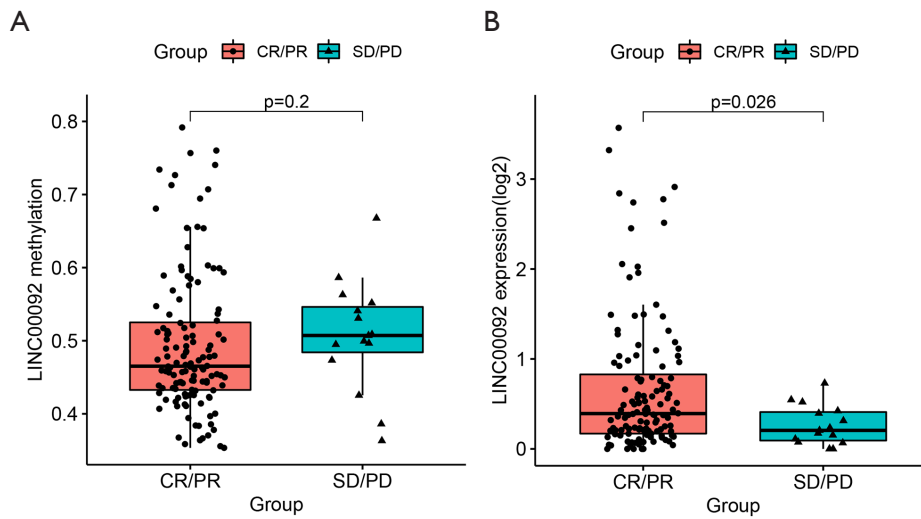 A
Group CR/PR SD/PD
p=0.2
LINC00092 methylation
0.8
0.7
0.6
0.5
0.4
CR/PR SD/PD
Group
B
Group CR/PR SD/PD
p=0.026
LINC00092 expression(log2)
3
2
1
0
CR/PR SD/PD
Group